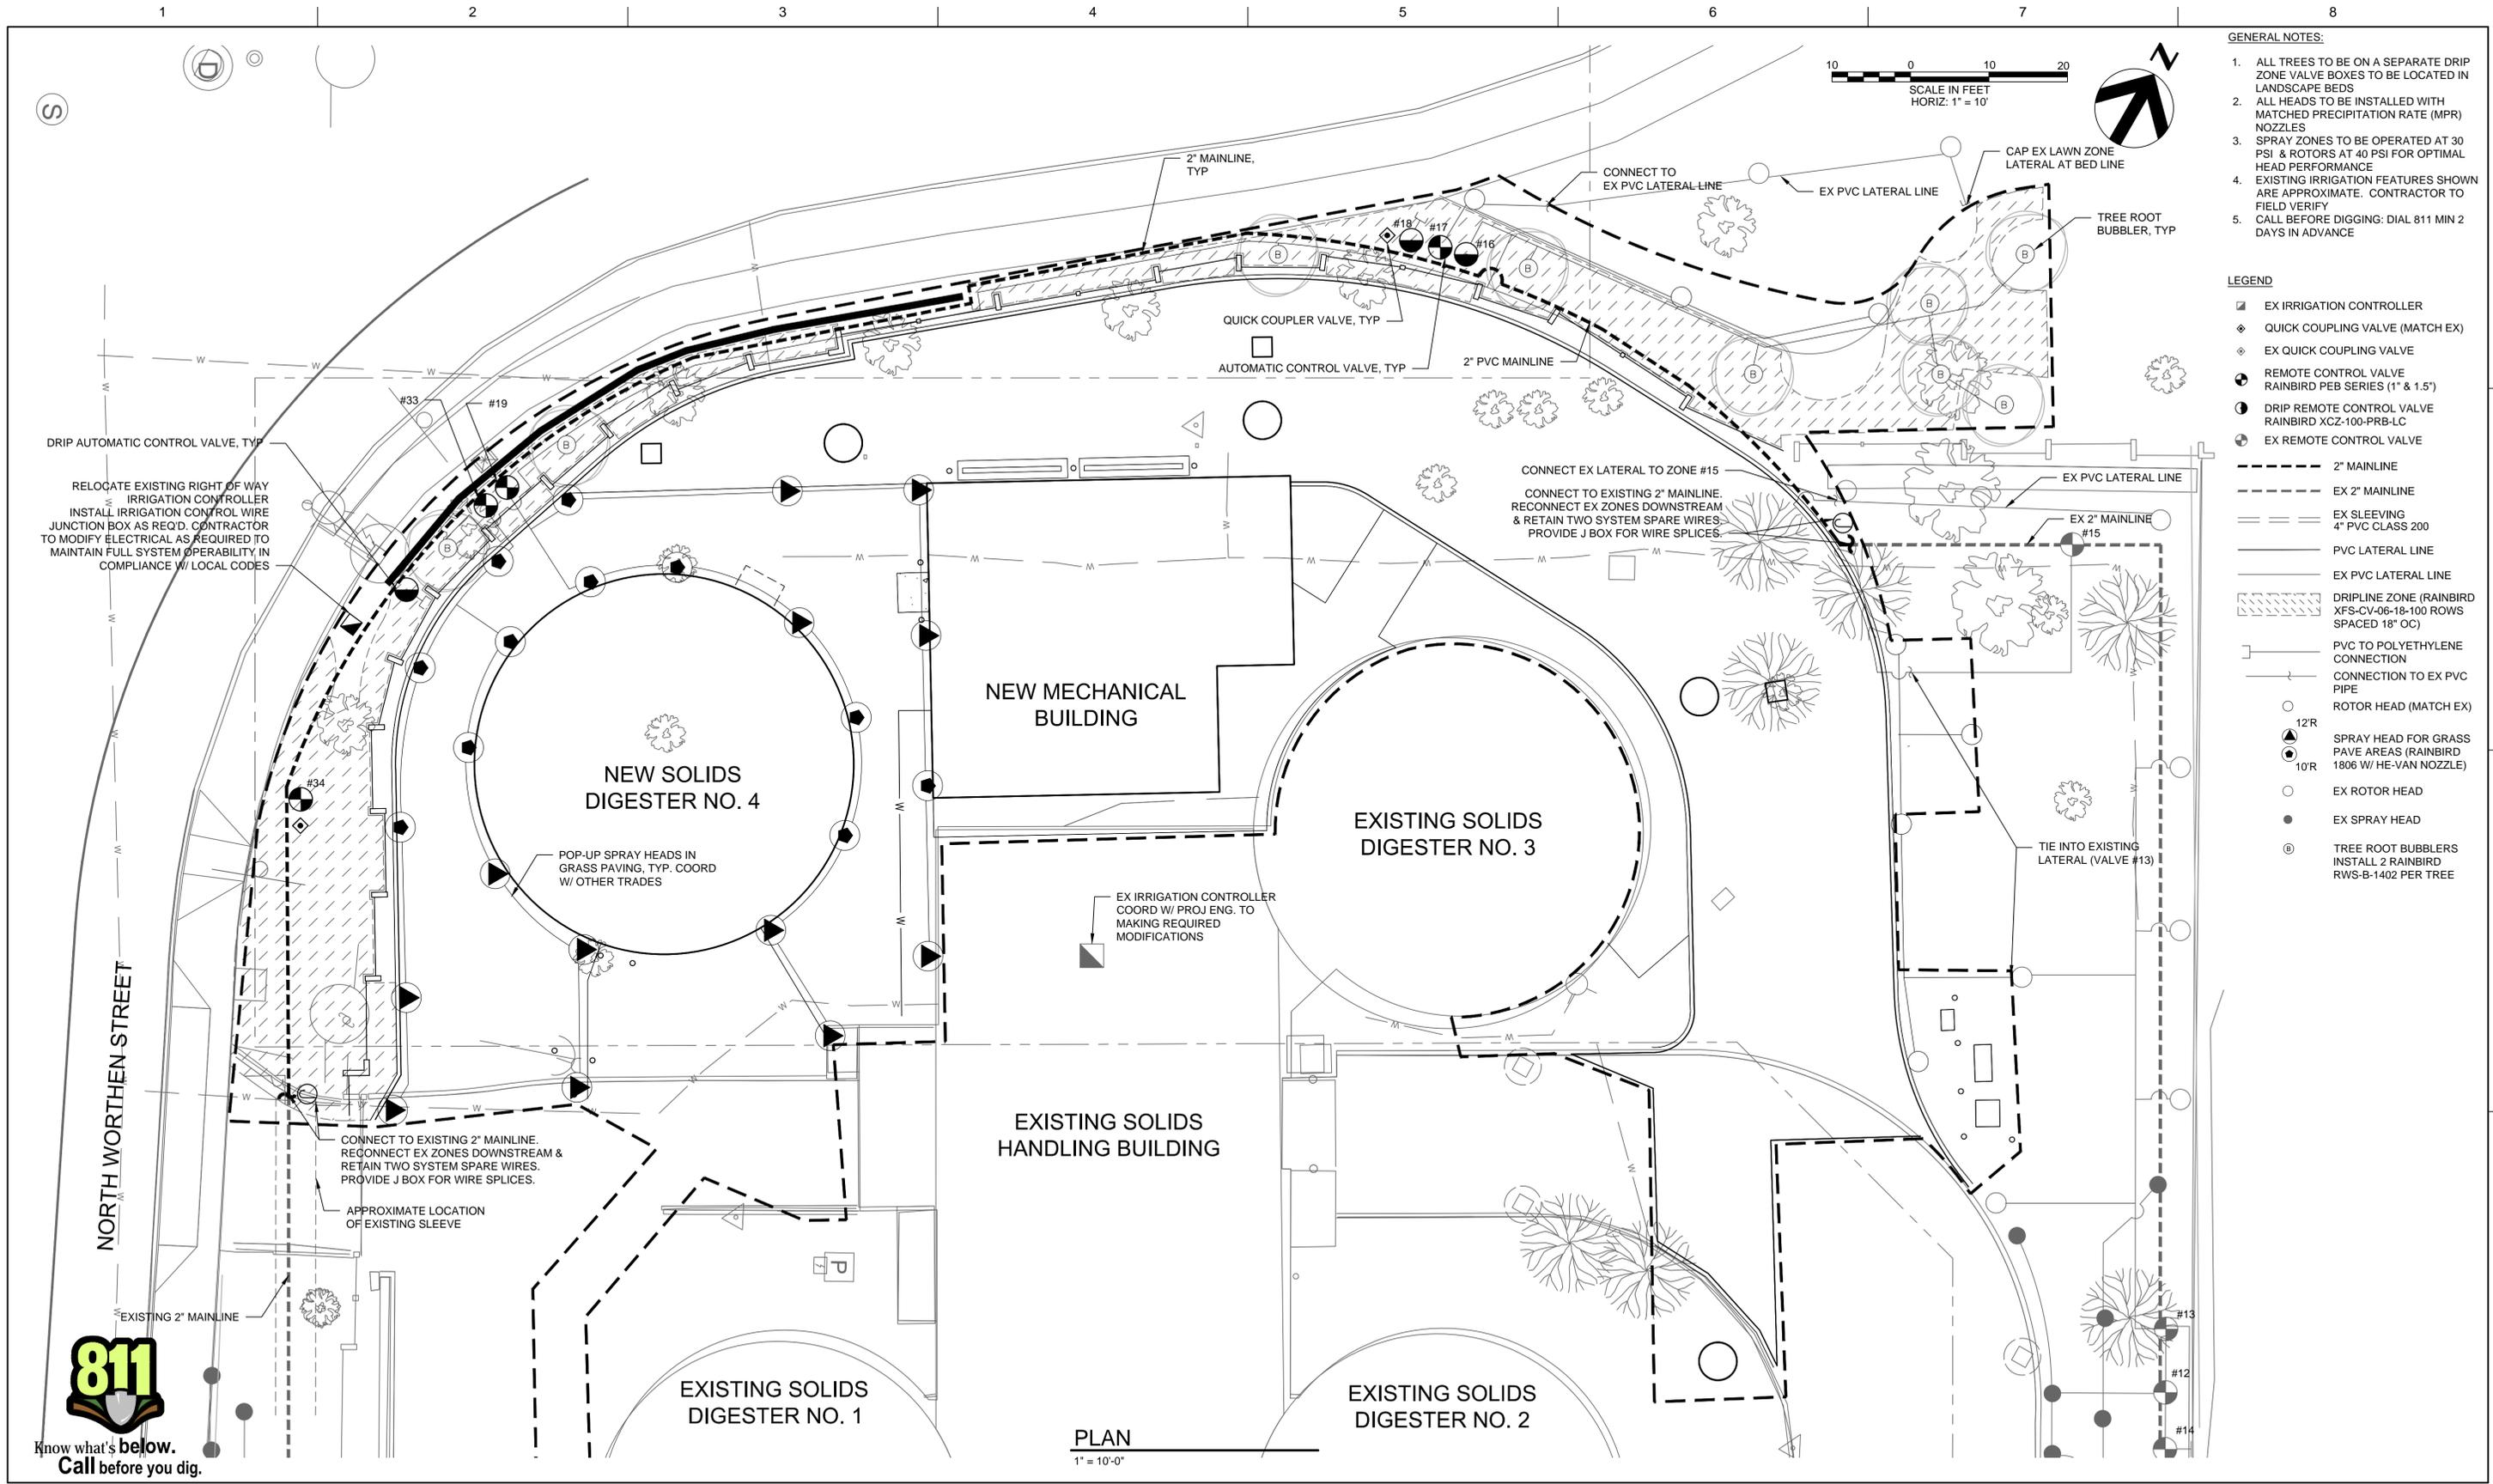 1 2 3 4 5 6 7 8
GENERAL NOTES:
1. ALL TREES TO BE ON A SEPARATE DRIP
ZONE VALVE BOXES TO BE LOCATED IN
LANDSCAPE BEDS
2. ALL HEADS TO BE INSTALLED WITH
MATCHED PRECIPITATION RATE (MPR)
NOZZLES
3. SPRAY ZONES TO BE OPERATED AT 30
PSI & ROTORS AT 40 PSI FOR OPTIMAL
HEAD PERFORMANCE
4. EXISTING IRRIGATION FEATURES SHOWN
ARE APPROXIMATE. CONTRACTOR TO
FIELD VERIFY
5. CALL BEFORE DIGGING: DIAL 811 MIN 2
DAYS IN ADVANCE
LEGEND
EX IRRIGATION CONTROLLER
QUICK COUPLING VALVE (MATCH EX)
EX QUICK COUPLING VALVE
REMOTE CONTROL VALVE
RAINBIRD PEB SERIES (1" & 1.5")
DRIP REMOTE CONTROL VALVE
RAINBIRD XCZ-100-PRB-LC
EX REMOTE CONTROL VALVE
2" MAINLINE
EX 2" MAINLINE
EX SLEEVING
4" PVC CLASS 200
PVC LATERAL LINE
EX PVC LATERAL LINE
DRIPLINE ZONE (RAINBIRD
XFS-CV-06-18-100 ROWS
SPACED 18" OC)
PVC TO POLYETHYLENE
CONNECTION
CONNECTION TO EX PVC
PIPE
ROTOR HEAD (MATCH EX)
12'R
SPRAY HEAD FOR GRASS
PAVE AREAS (RAINBIRD
1806 W/ HE-VAN NOZZLE)
10'R
EX ROTOR HEAD
EX SPRAY HEAD
B
TREE ROOT BUBBLERS
INSTALL 2 RAINBIRD
RWS-B-1402 PER TREE
10 0 10 20
SCALE IN FEET
HORIZ: 1" = 10'
N
D
S
2" MAINLINE,
TYP
CONNECT TO
EX PVC LATERAL LINE
EX PVC LATERAL LINE
CAP EX LAWN ZONE
LATERAL AT BED LINE
TREE ROOT
BUBBLER, TYP
#18
#17
#16
QUICK COUPLER VALVE, TYP
AUTOMATIC CONTROL VALVE, TYP
2" PVC MAINLINE
#33
#19
DRIP AUTOMATIC CONTROL VALVE, TYP
RELOCATE EXISTING RIGHT OF WAY
IRRIGATION CONTROLLER
INSTALL IRRIGATION CONTROL WIRE
JUNCTION BOX AS REQ'D. CONTRACTOR
TO MODIFY ELECTRICAL AS REQUIRED TO
MAINTAIN FULL SYSTEM OPERABILITY IN
COMPLIANCE W/ LOCAL CODES
CONNECT EX LATERAL TO ZONE #15
CONNECT TO EXISTING 2" MAINLINE.
RECONNECT EX ZONES DOWNSTREAM
& RETAIN TWO SYSTEM SPARE WIRES.
PROVIDE J BOX FOR WIRE SPLICES.
EX PVC LATERAL LINE
EX 2" MAINLINE
#15
NEW MECHANICAL
BUILDING
NEW SOLIDS
DIGESTER NO. 4
#34
EXISTING SOLIDS
DIGESTER NO. 3
POP-UP SPRAY HEADS IN
GRASS PAVING, TYP. COORD
W/ OTHER TRADES
TIE INTO EXISTING
LATERAL (VALVE #13)
EX IRRIGATION CONTROLLER
COORD W/ PROJ ENG. TO
MAKING REQUIRED
MODIFICATIONS
NORTH WORTHEN STREET
EXISTING SOLIDS
HANDLING BUILDING
CONNECT TO EXISTING 2" MAINLINE.
RECONNECT EX ZONES DOWNSTREAM &
RETAIN TWO SYSTEM SPARE WIRES.
PROVIDE J BOX FOR WIRE SPLICES.
APPROXIMATE LOCATION
OF EXISTING SLEEVE
P
EXISTING 2" MAINLINE
#13
#12
#14
EXISTING SOLIDS
DIGESTER NO. 1
EXISTING SOLIDS
DIGESTER NO. 2
811
Know what's below.
Call before you dig.
PLAN
1" = 10'-0"